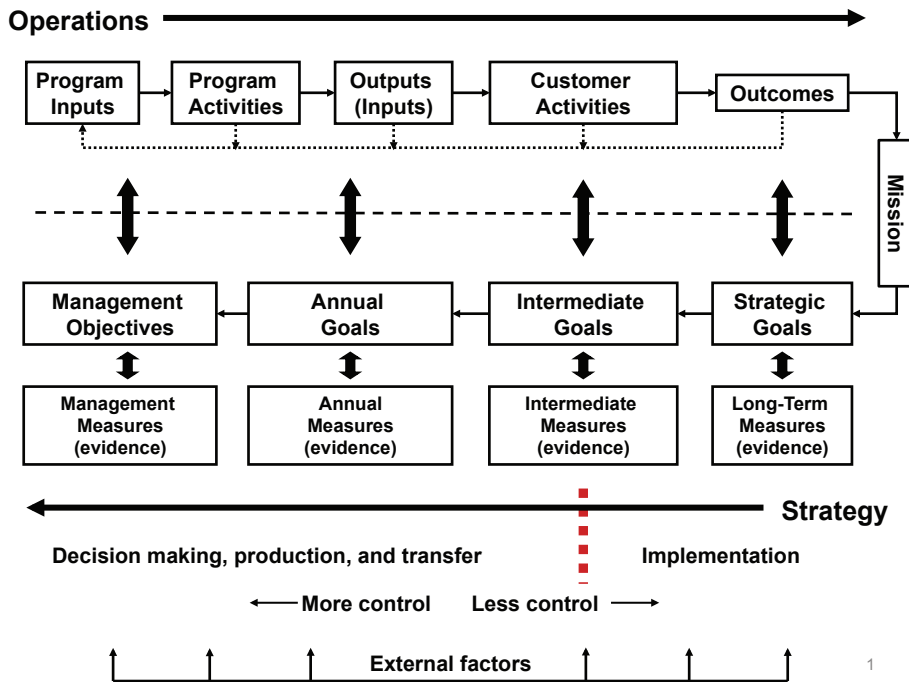 Operations
Program
Inputs
Program
Activities
Outputs
(Inputs)
Customer
Activities
Outcomes
Mission
Management
Objectives
Annual
Goals
Intermediate
Goals
Strategic
Goals
Management
Measures
(evidence)
Annual
Measures
(evidence)
Intermediate
Measures
(evidence)
Long-Term
Measures
(evidence)
Strategy
Decision making, production, and transfer
Implementation
More control
Less control
External factors
1